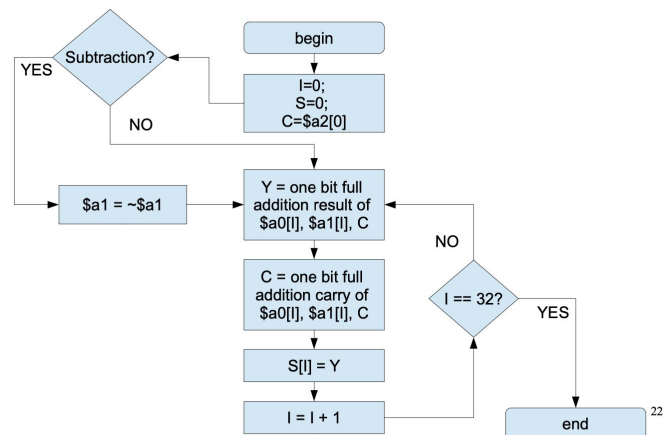 begin
I=0;
S=0;
C=$a2[0]
Subtraction?
YES
NO
$a1 = ~$a1
Y = one bit full
addition result of
$a0[I], $a1[I], C
C = one bit full
addition carry of
$a0[I], $a1[I], C
S[I] = Y
I = I + 1
I == 32?
NO
YES
end
22